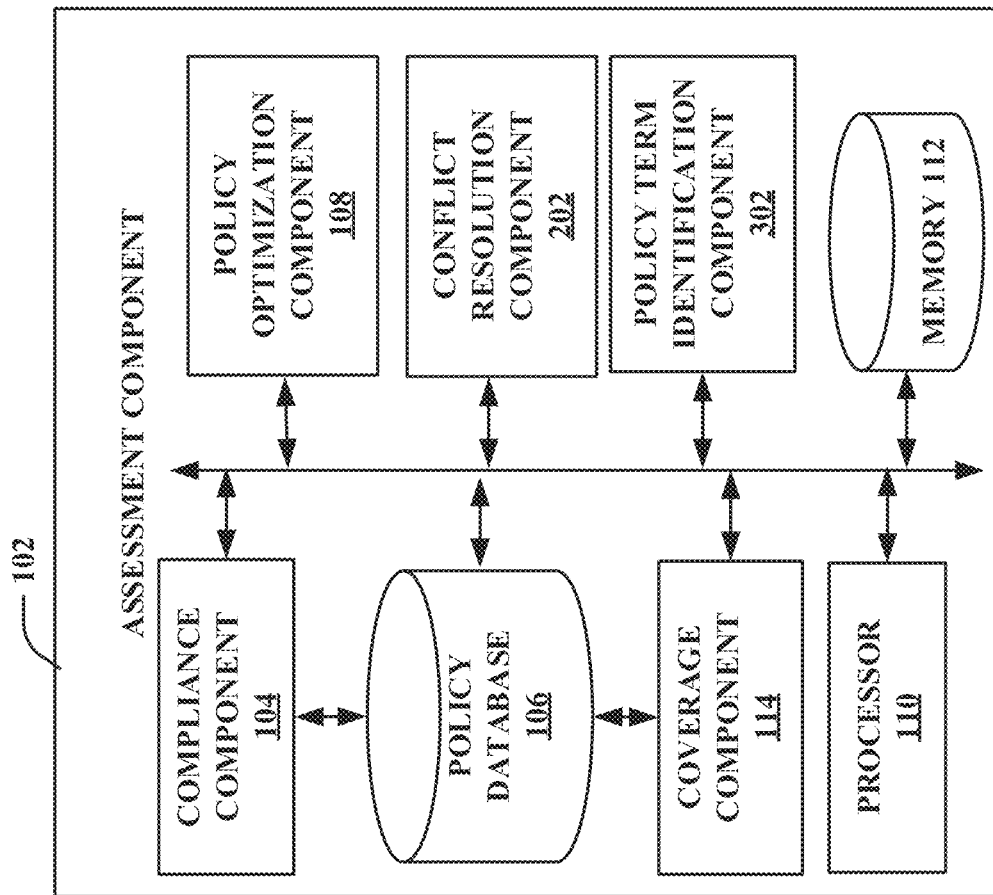 102
ASSESSMENT COMPONENT
COMPLIANCE
COMPONENT
104
POLICY
DATABASE
106
COVERAGE
COMPONENT
114
PROCESSOR
110
POLICY
OPTIMIZATION
COMPONENT
108
CONFLICT
RESOLUTION
COMPONENT
202
POLICY TERM
IDENTIFICATION
COMPONENT
302
MEMORY 112